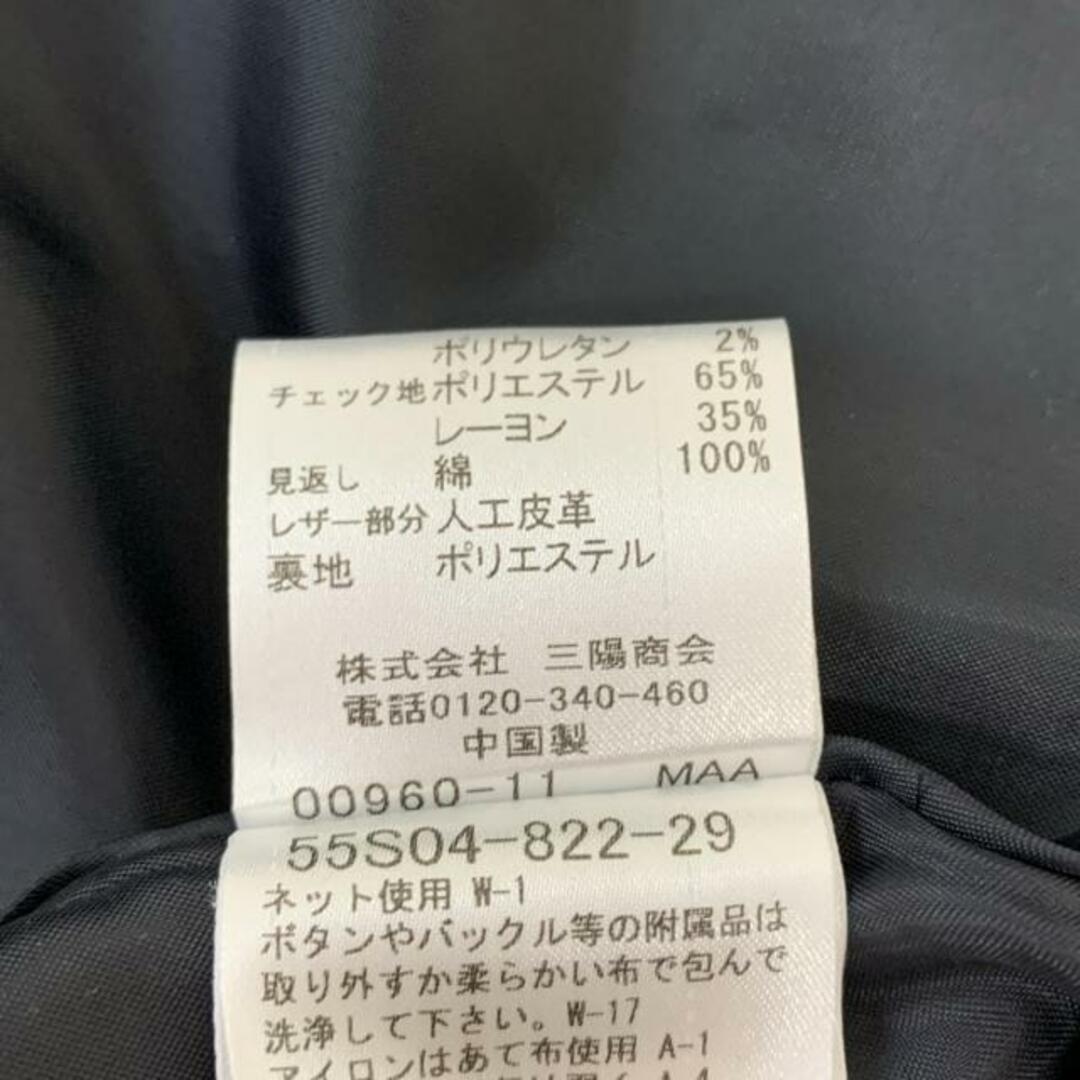 ポリウレタン 2%
チェック地 ポリエステル 65%
レーヨン 35%
見返し 綿 100%
レザー部分 人工皮革
裏地 ポリエステル
株式会社 三陽商会
電話0120-340-460
中国製
00960-11 MAA
55S04-822-29
ネット使用 W-1
ボタンやバックル等の附属品は
取り外すか柔らかい布で包んで
洗浄して下さい。W-17
アイロンはあて布使用 A-1